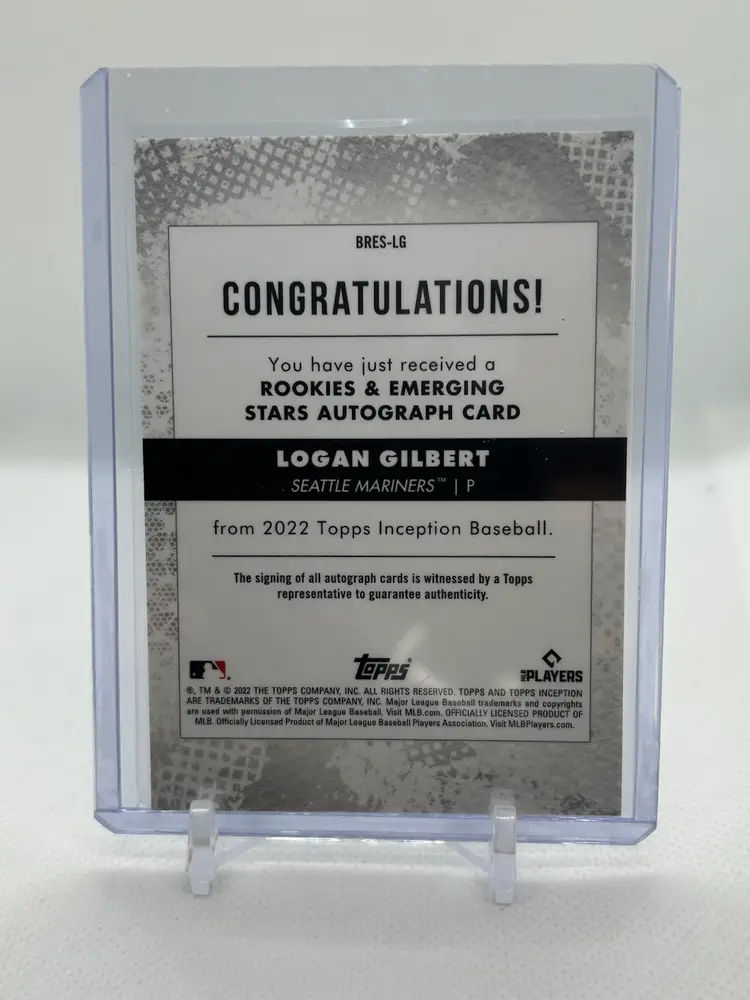 BRES-LG
CONGRATULATIONS!
You have just received a
ROOKIES & EMERGING
STARS AUTOGRAPH CARD
LOGAN GILBERT
SEATTLE MARINERS™ | P
from 2022 Topps Inception Baseball.
The signing of all autograph cards is witnessed by a Topps
representative to guarantee authenticity.
Topps
MLB PLAYERS
®, TM & © 2022 THE TOPPS COMPANY, INC. ALL RIGHTS RESERVED. TOPPS AND TOPPS INCEPTION
ARE TRADEMARKS OF THE TOPPS COMPANY, INC. Major League Baseball trademarks and copyrights
are used with permission of Major League Baseball. Visit MLB.com. OFFICIALLY LICENSED PRODUCT OF
MLB. Officially Licensed Product of Major League Baseball Players Association. Visit MLBPlayers.com.